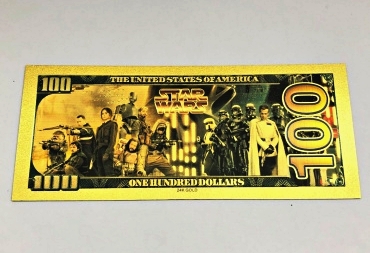 100
THE UNITED STATES OF AMERICA
STAR
WARS
100
100
ONE HUNDRED DOLLARS
24K GOLD